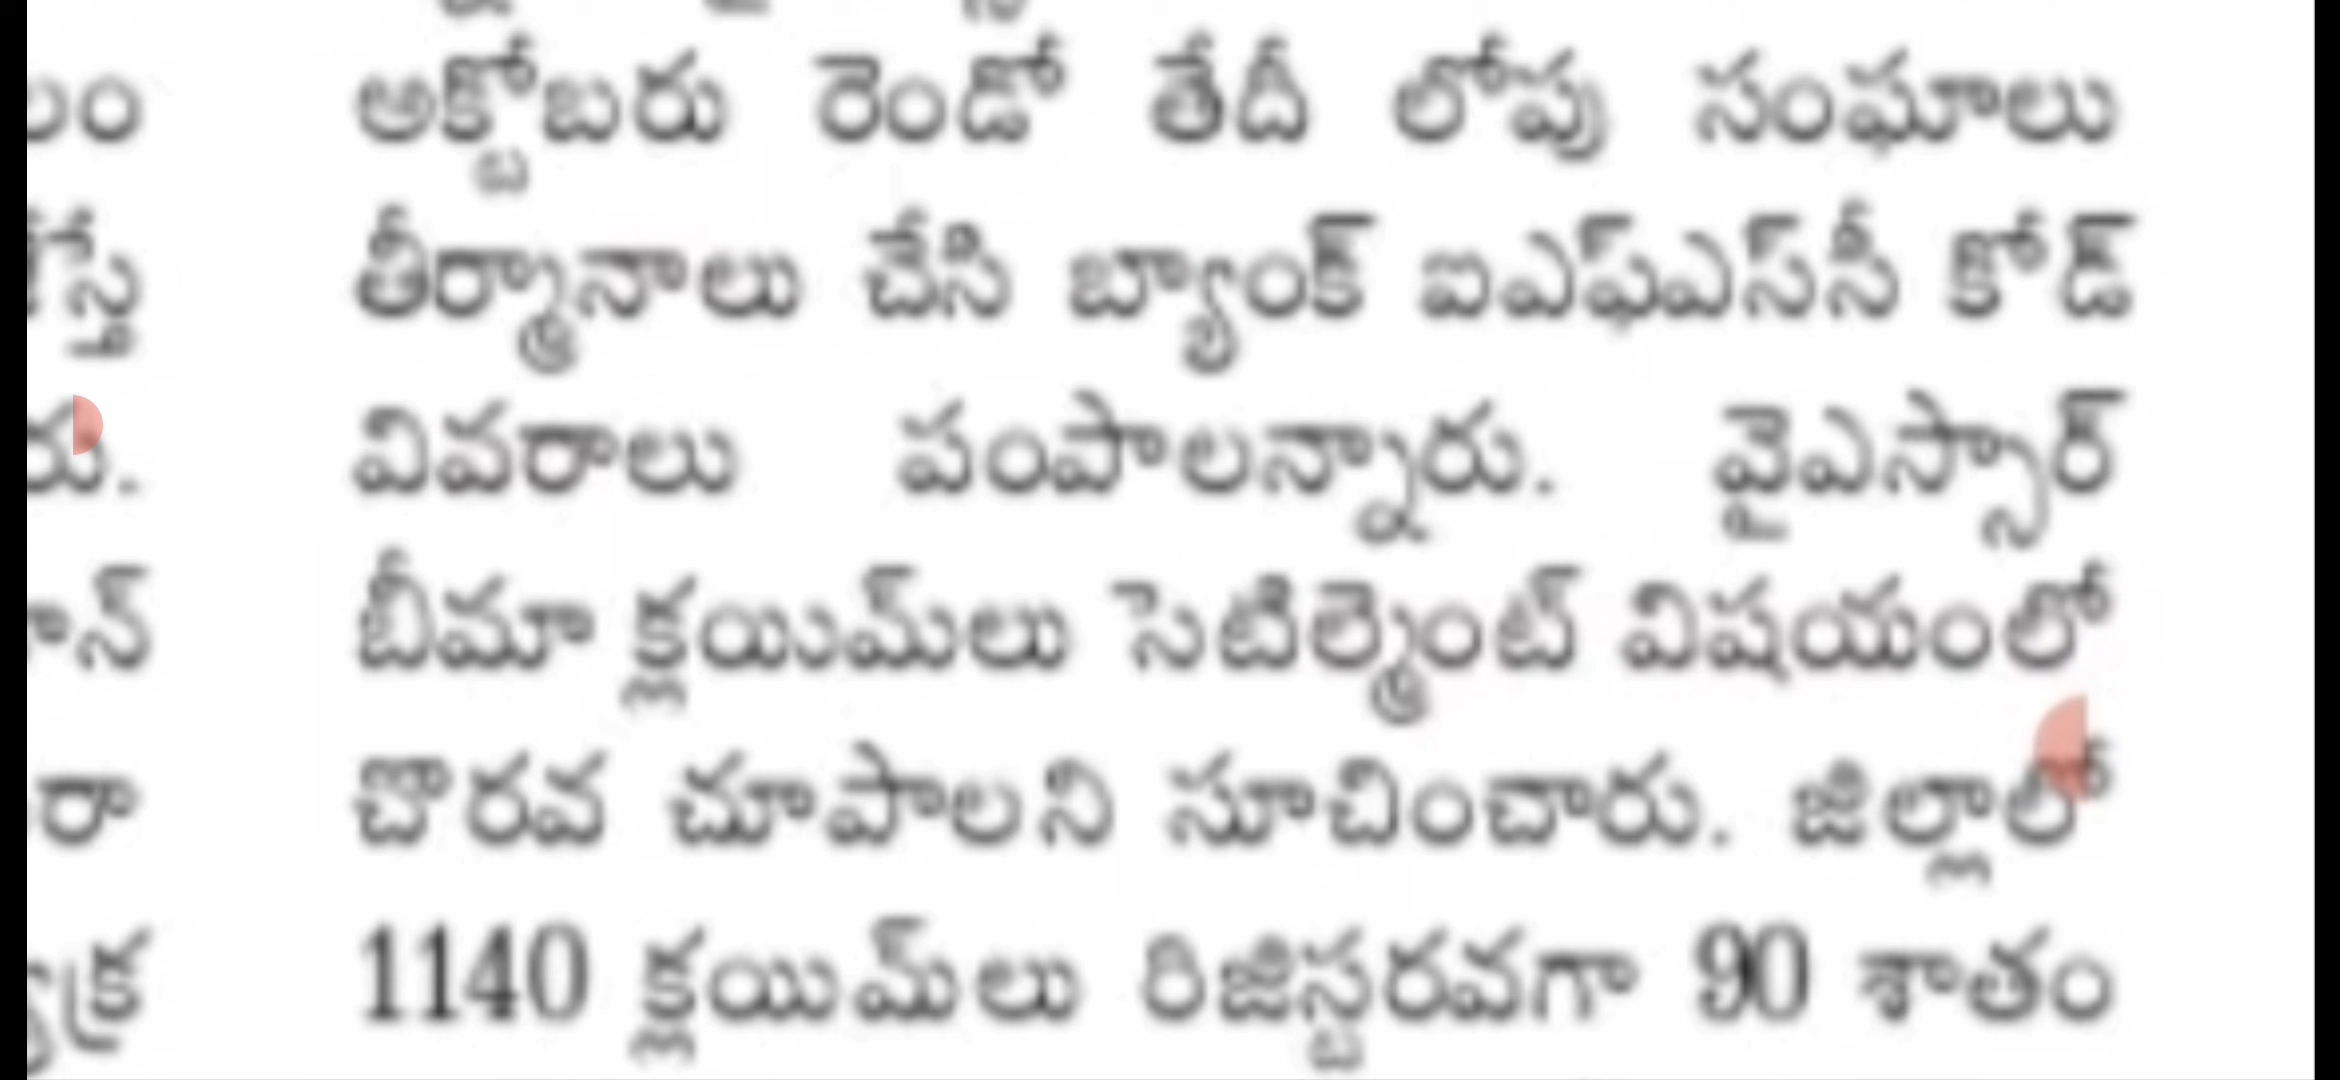 అక్టోబరు రెండో తేదీ లోపు సంఘాలు
తీర్మానాలు చేసి బ్యాంక్ ఐఎఫ్ఎస్‌సీ కోడ్
వివరాలు పంపాలన్నారు. వైఎస్సార్
బీమా క్లయిమ్‌లు సెటిల్మెంట్ విషయంలో
చొరవ చూపాలని సూచించారు. జిల్లాలో
1140 క్లయిమ్‌లు రిజిస్టరవగా 90 శాతం